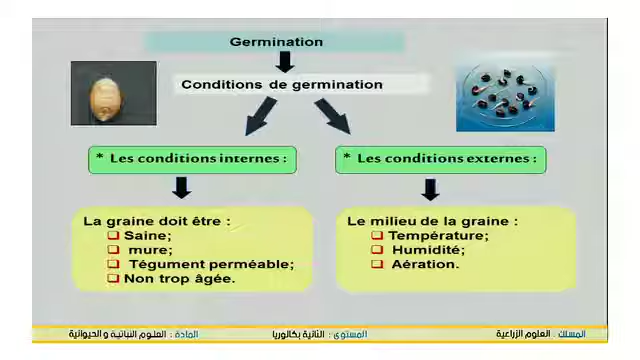 Germination
Conditions de germination
* Les conditions internes :
* Les conditions externes :
La graine doit être :
Saine;
mure;
Tégument perméable;
Non trop âgée.
Le milieu de la graine :
Température;
Humidité;
Aération.
المسلك : العلوم الزراعية
المستوى : الثانية بكالوريا
المادة : العلوم النباتية و الحيوانية